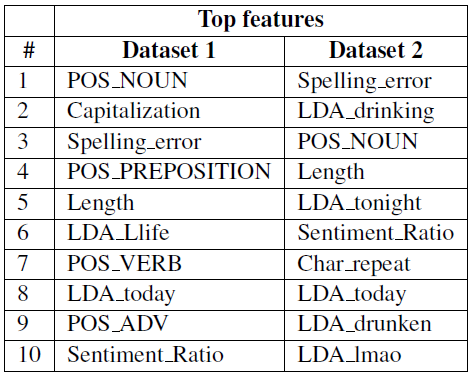 Top features
# Dataset 1 Dataset 2
1 POS_NOUN Spelling_error
2 Capitalization LDA_drinking
3 Spelling_error POS_NOUN
4 POS_PREPOSITION Length
5 Length LDA_tonight
6 LDA_Llife Sentiment_Ratio
7 POS_VERB Char_repeat
8 LDA_today LDA_today
9 POS_ADV LDA_drunken
10 Sentiment_Ratio LDA_lmao